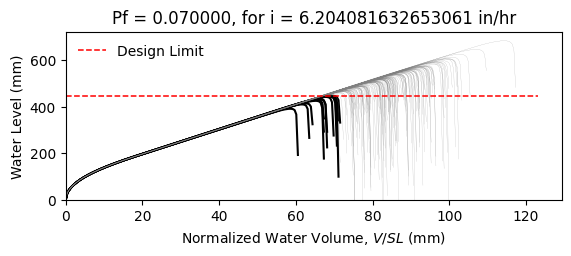 Pf = 0.070000, for i = 6.204081632653061 in/hr
Design Limit
Water Level (mm)
600
400
200
0
0 20 40 60 80 100 120
Normalized Water Volume, V/SL (mm)